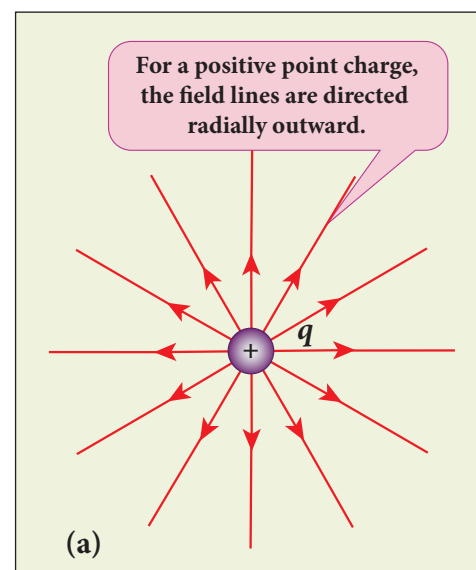 For a positive point charge,
the field lines are directed
radially outward.
q
+
(a)